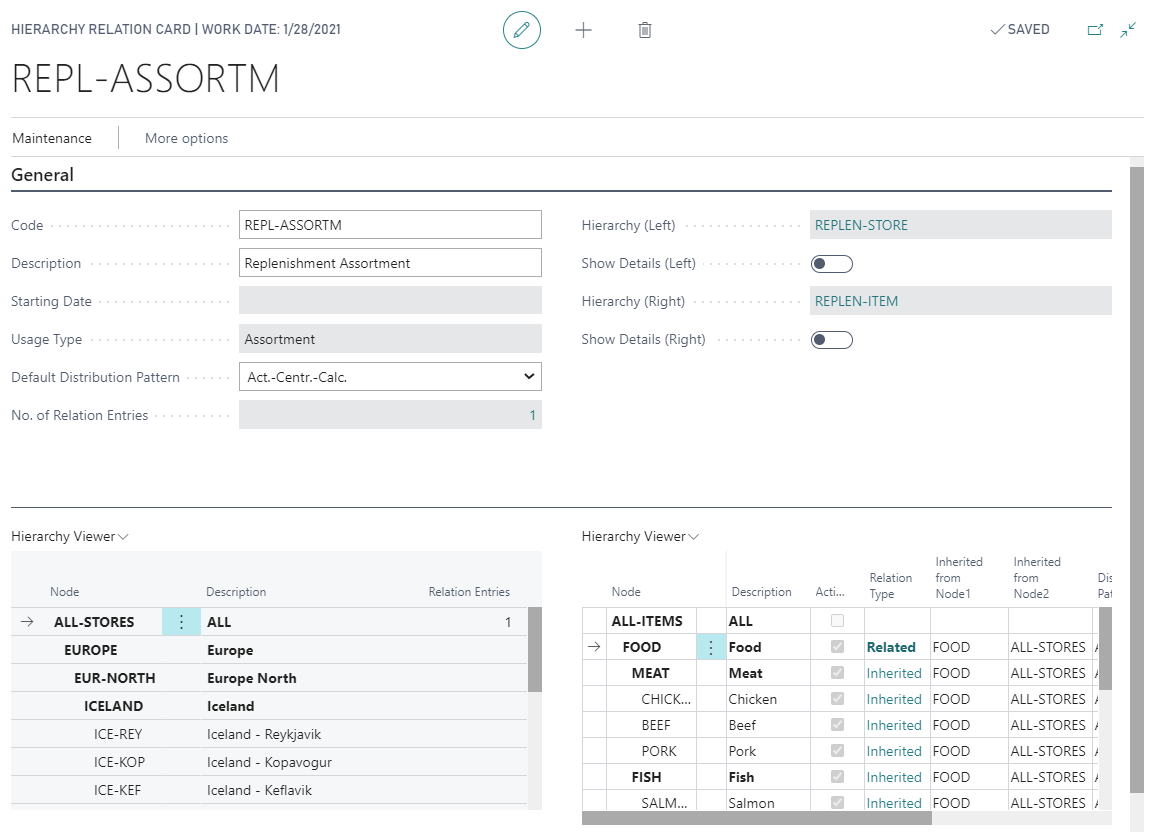 HIERARCHY RELATION CARD | WORK DATE: 1/28/2021
SAVED
REPL-ASSORTM
Maintenance
More options
General
Code
REPL-ASSORTM
Hierarchy (Left)
REPLEN-STORE
Description
Replenishment Assortment
Show Details (Left)
Starting Date
Hierarchy (Right)
REPLEN-ITEM
Usage Type
Assortment
Show Details (Right)
Default Distribution Pattern
Act.-Centr.-Calc.
No. of Relation Entries
1
Hierarchy Viewer
Node Description Relation Entries
ALL-STORES ALL 1
EUROPE Europe
EUR-NORTH Europe North
ICELAND Iceland
ICE-REY Iceland - Reykjavik
ICE-KOP Iceland - Kopavogur
ICE-KEF Iceland - Keflavik
Hierarchy Viewer
Node Description Acti... Relation Type Inherited from Node1 Inherited from Node2 Dis Pat
ALL-ITEMS ALL
FOOD Food Related FOOD ALL-STORES
MEAT Meat Inherited FOOD ALL-STORES
CHICK... Chicken Inherited FOOD ALL-STORES
BEEF Beef Inherited FOOD ALL-STORES
PORK Pork Inherited FOOD ALL-STORES
FISH Fish Inherited FOOD ALL-STORES
SALM... Salmon Inherited FOOD ALL-STORES